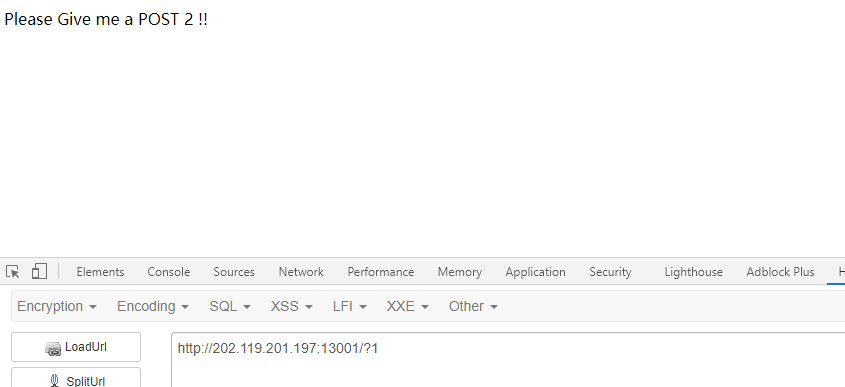 Please Give me a POST 2 !!
Elements Console Sources Network Performance Memory Application Security Lighthouse Adblock Plus H
Encryption Encoding SQL XSS LFI XXE Other
LoadUrl http://202.119.201.197:13001/?1
SplitUrl